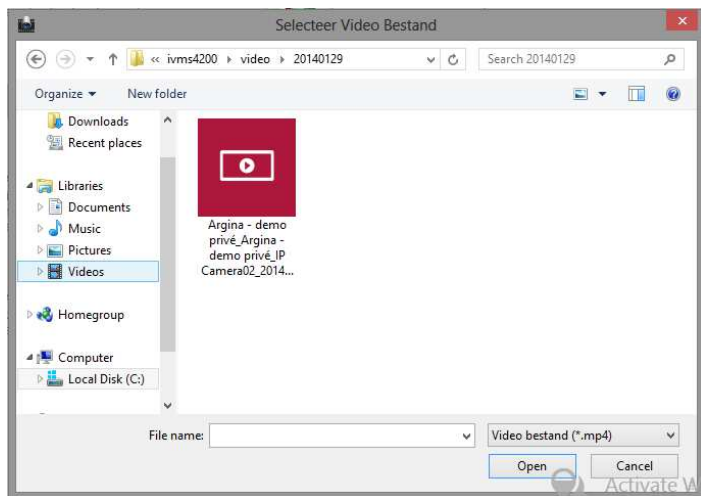 Selecteer Video Bestand
« ivms4200 video 20140129
Search 20140129
Organize
New folder
Downloads
Recent places
Libraries
Documents
Music
Pictures
Videos
Homegroup
Computer
Local Disk (C:)
Argina - demo
privé_Argina -
demo privé_IP
Camera02_2014...
File name:
Video bestand (*.mp4)
Open
Cancel
Activate W